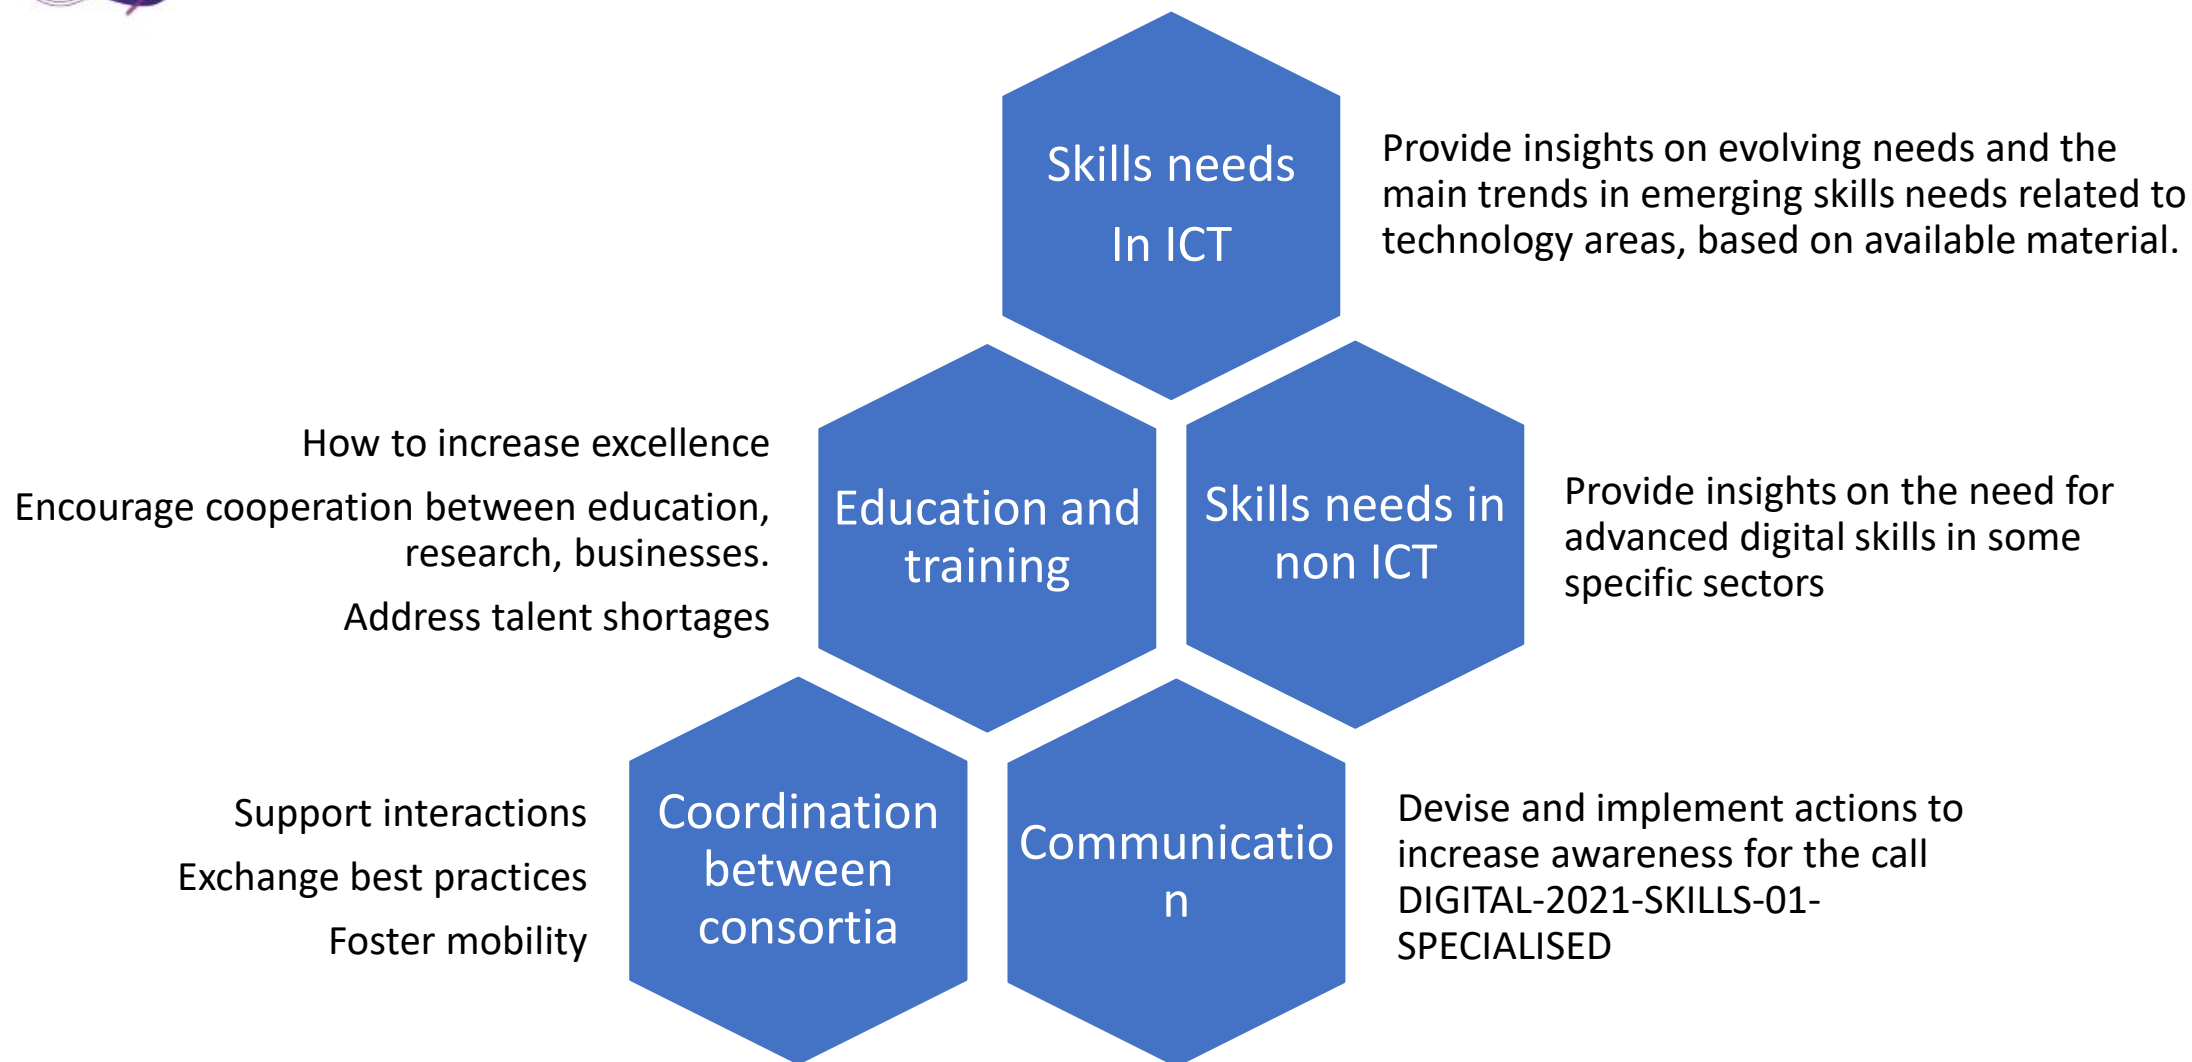 Skills needs
In ICT
Provide insights on evolving needs and the
main trends in emerging skills needs related to
technology areas, based on available material.
How to increase excellence
Encourage cooperation between education,
research, businesses.
Address talent shortages
Education and
training
Skills needs in
non ICT
Provide insights on the need for
advanced digital skills in some
specific sectors
Support interactions
Exchange best practices
Foster mobility
Coordination
between
consortia
Communicatio
n
Devise and implement actions to
increase awareness for the call
DIGITAL-2021-SKILLS-01-
SPECIALISED